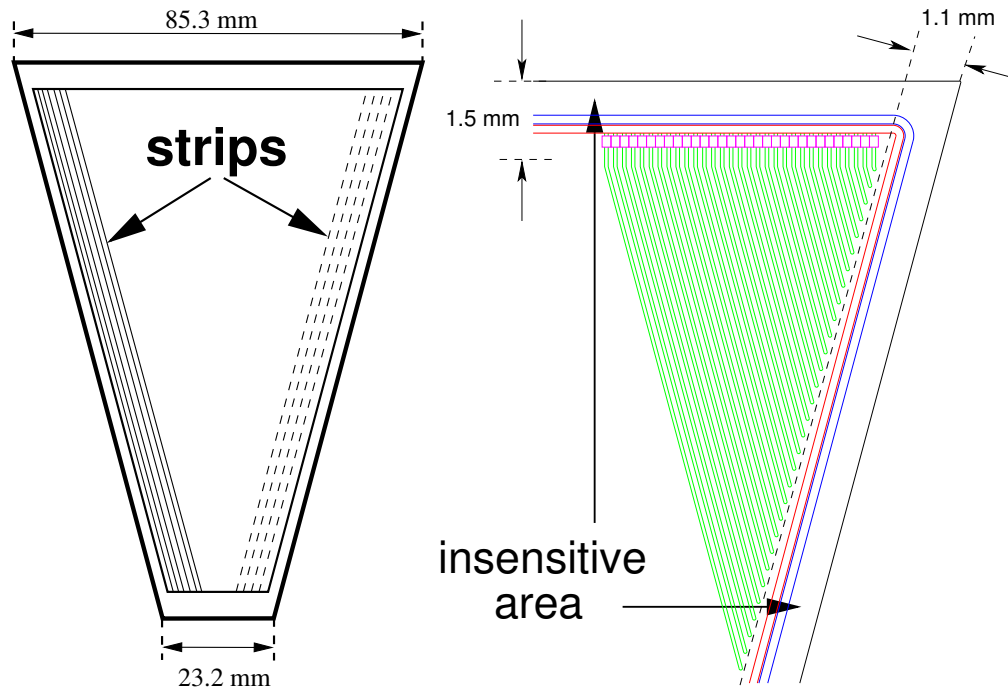 85.3 mm
strips
23.2 mm
1.1 mm
1.5 mm
insensitive
area